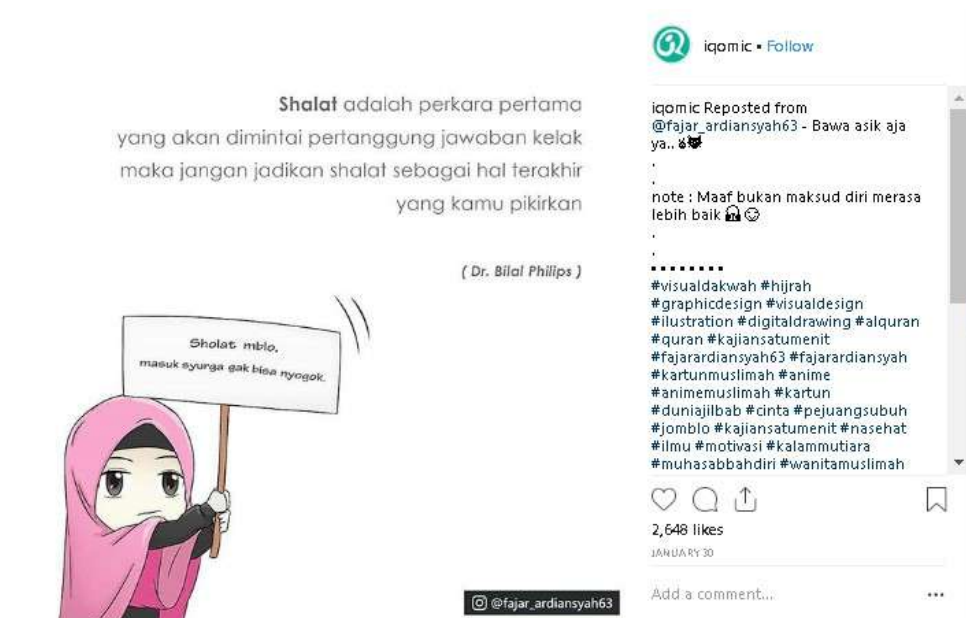 Shalat adalah perkara pertama
yang akan dimintai pertanggung jawaban kelak
maka jangan jadikan shalat sebagai hal terakhir
yang kamu pikirkan
( Dr. Bilal Philips )
Sholat mblo,
masuk syurga gak bisa nyogok.
@fajar_ardiansyah63
iqomic • Follow
iqomic Reposted from
@fajar_ardiansyah63 - Bawa asik aja
ya..
.
.
note : Maaf bukan maksud diri merasa
lebih baik
.
.
#visualdakwah #hijrah
#graphicdesign #visualdesign
#ilustration #digitaldrawing #alquran
#quran #kajiansatumenit
#fajarardiansyah63 #fajarardiansyah
#kartunmuslimah #anime
#animemuslimah #kartun
#duniajilbab #cinta #pejuangsubuh
#jomblo #kajiansatumenit #nasehat
#ilmu #motivasi #kalammutiara
#muhasabbahdiri #wanitamuslimah
2,648 likes
JANUARY 30
Add a comment...